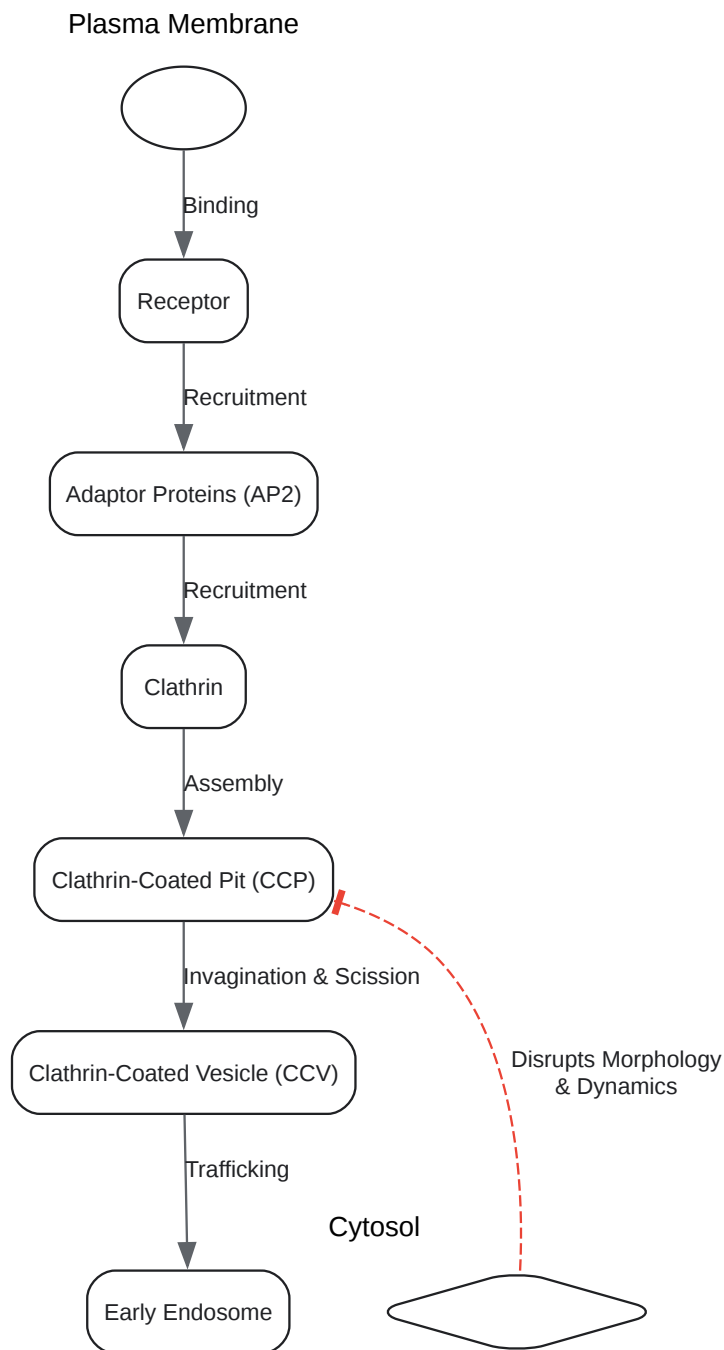 Plasma Membrane
Binding
Receptor
Recruitment
Adaptor Proteins (AP2)
Recruitment
Clathrin
Assembly
Clathrin-Coated Pit (CCP)
Invagination & Scission
Clathrin-Coated Vesicle (CCV)
Disrupts Morphology
& Dynamics
Trafficking
Cytosol
Early Endosome